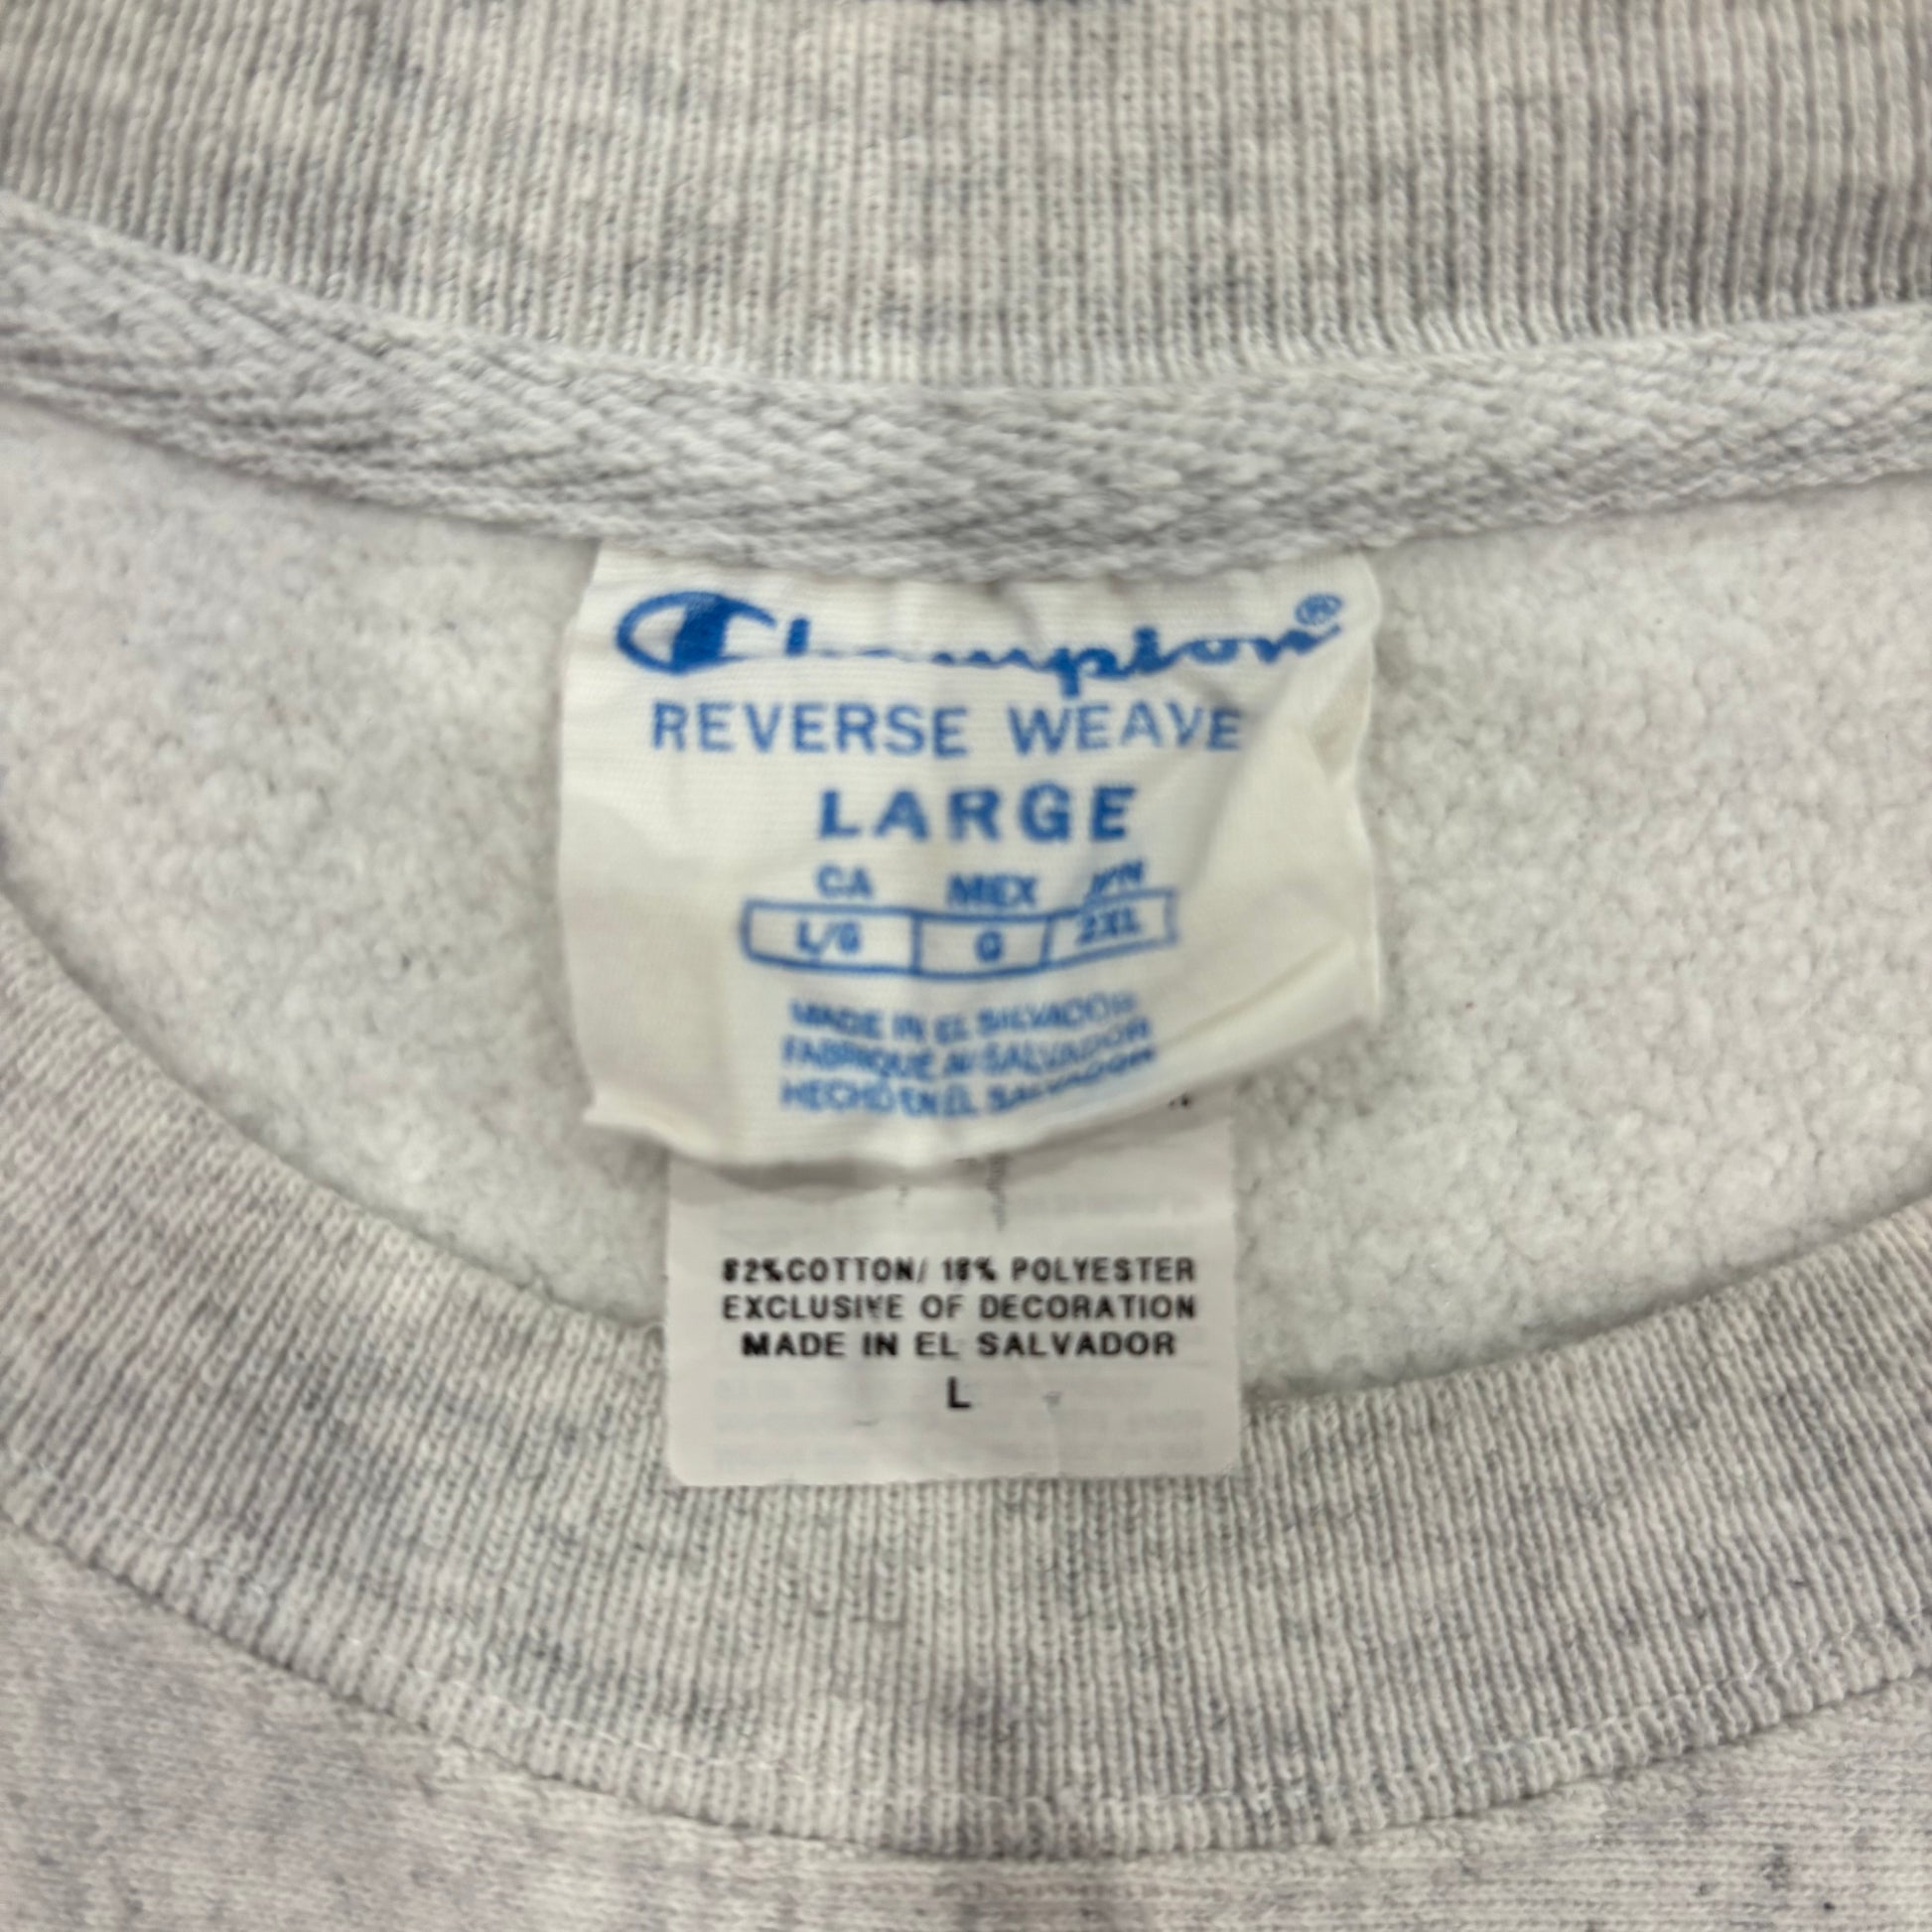 Champion®
REVERSE WEAVE
LARGE
CA MEX JPN
L/G G 2XL
MADE IN EL SALVADOR
FABRIQUÉ AU SALVADOR
HECHO EN EL SALVADOR
82%COTTON/ 18% POLYESTER
EXCLUSIVE OF DECORATION
MADE IN EL SALVADOR
L